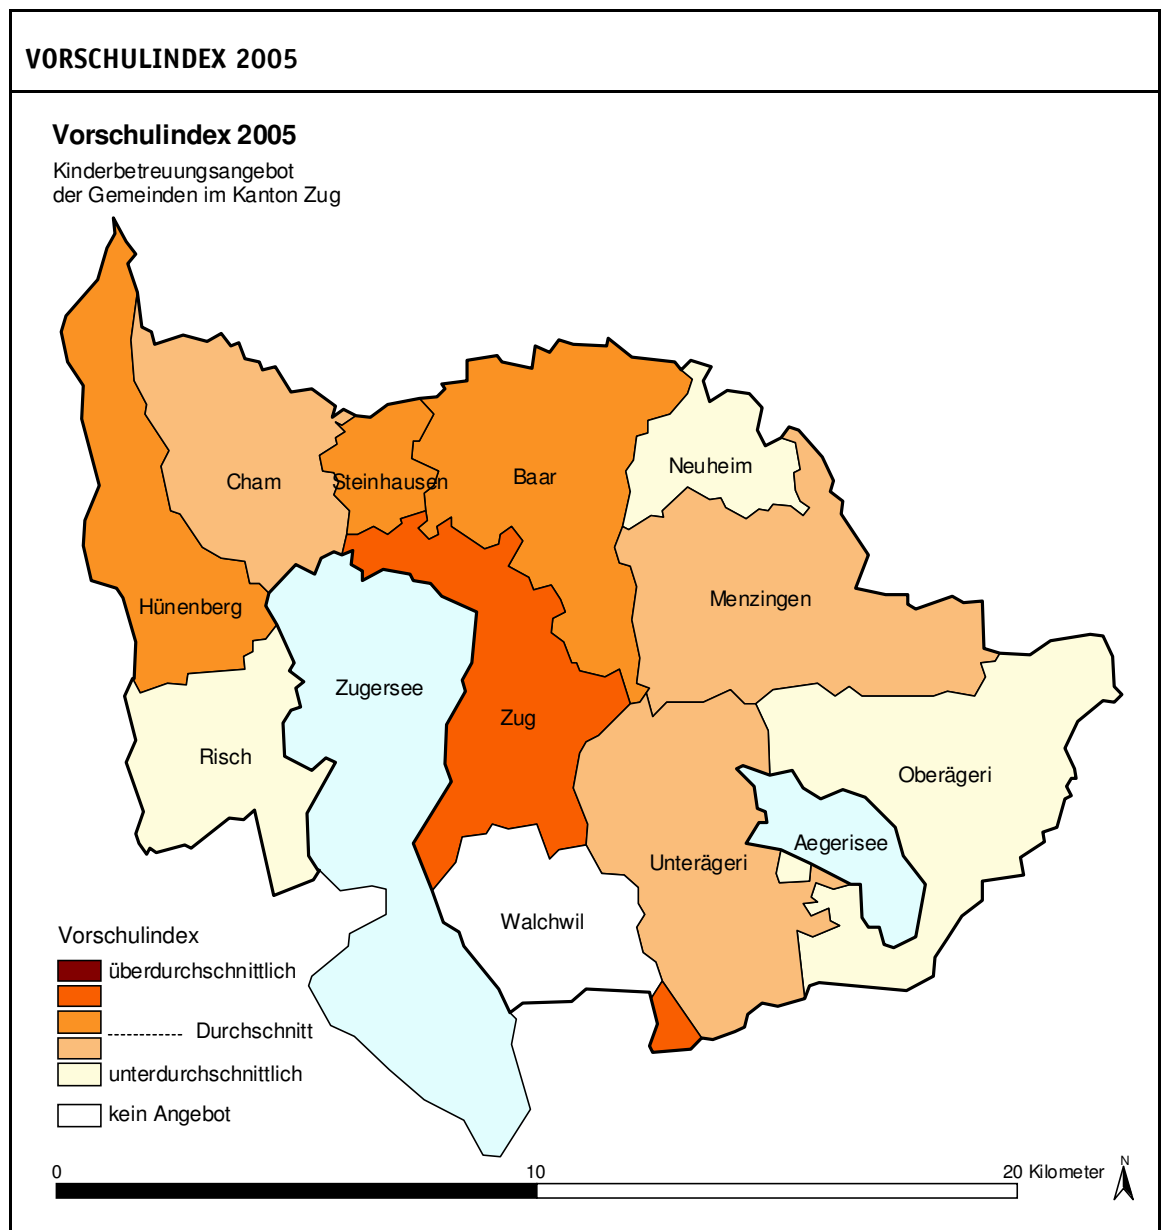 VORSCHULINDEX 2005
Vorschulindex 2005
Kinderbetreuungsangebot
der Gemeinden im Kanton Zug
Cham
Steinhausen
Baar
Neuheim
Hünenberg
Menzingen
Zugersee
Zug
Risch
Oberägeri
Aegerisee
Unterägeri
Walchwil
Vorschulindex
überdurchschnittlich
Durchschnitt
unterdurchschnittlich
kein Angebot
0 10 20 Kilometer
N